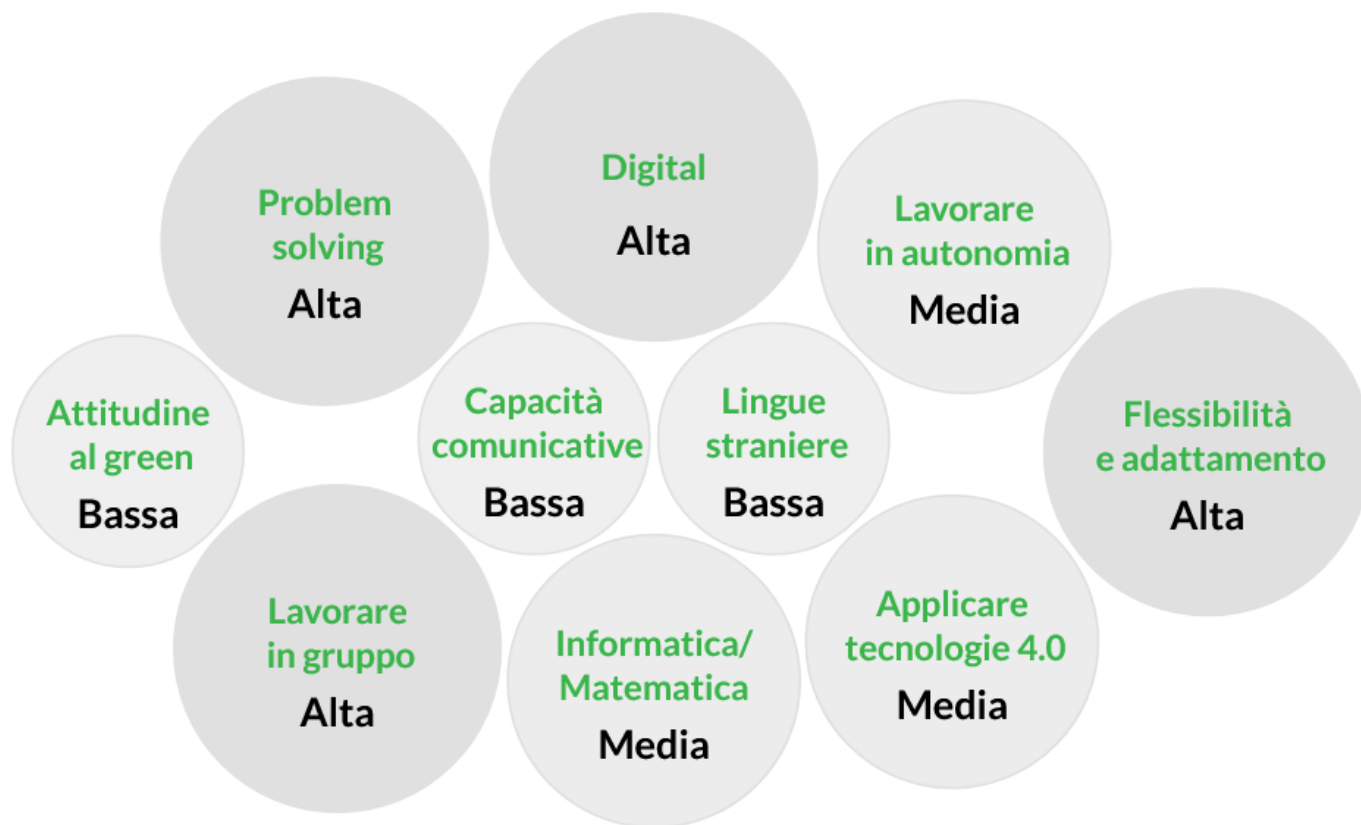 Problem
solving
Alta
Digital
Alta
Lavorare
in autonomia
Media
Attitudine
al green
Bassa
Capacità
comunicative
Bassa
Lingue
straniere
Bassa
Flessibilità
e adattamento
Alta
Lavorare
in gruppo
Alta
Informatica/
Matematica
Media
Applicare
tecnologie 4.0
Media